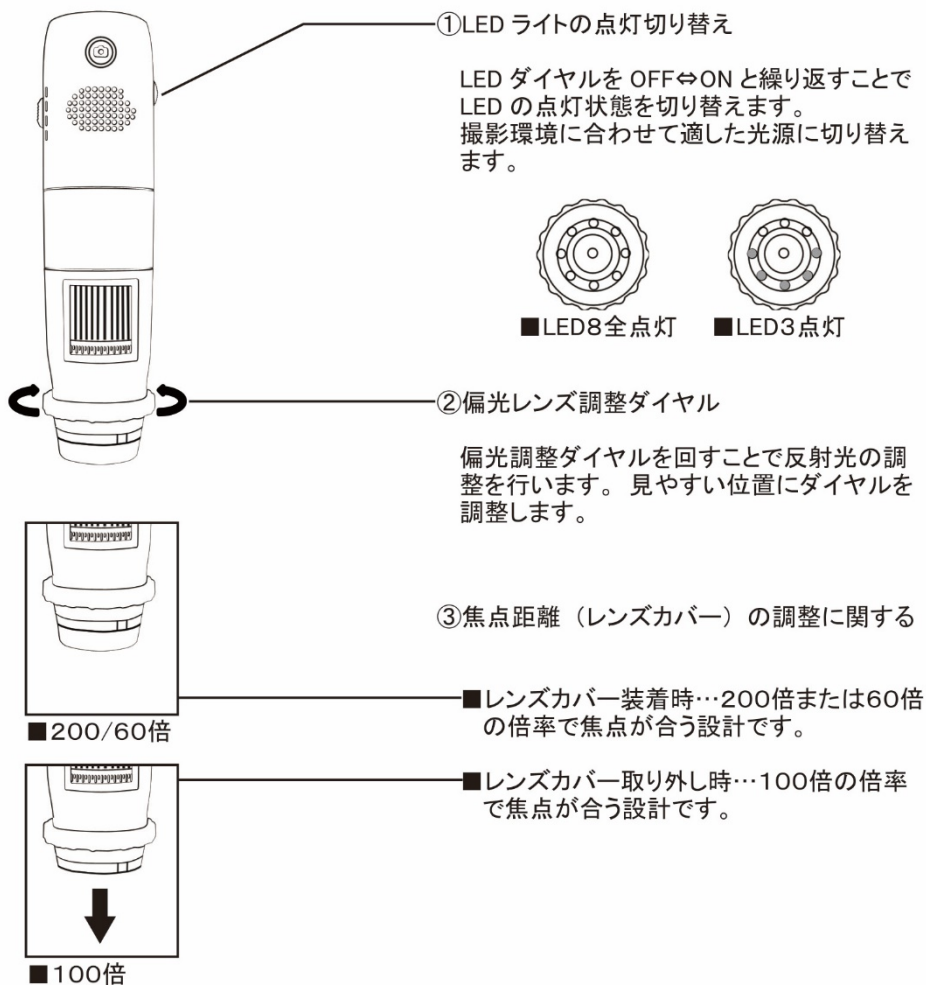 ①LED ライトの点灯切り替え
LED ダイヤルを OFF⇔ON と繰り返すことで
LED の点灯状態を切り替えます。
撮影環境に合わせて適した光源に切り替え
ます。
■LED8全点灯
■LED3点灯
②偏光レンズ調整ダイヤル
偏光調整ダイヤルを回すことで反射光の調
整を行います。 見やすい位置にダイヤルを
調整します。
③焦点距離（レンズカバー）の調整に関する
■レンズカバー装着時…200倍または60倍
の倍率で焦点が合う設計です。
■200/60倍
■レンズカバー取り外し時…100倍の倍率
で焦点が合う設計です。
■100倍